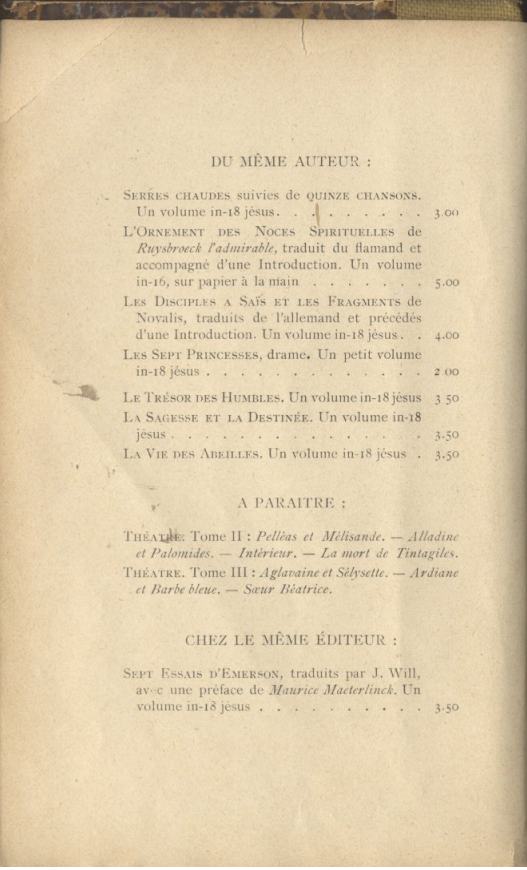 DU MÊME AUTEUR :
SERRES CHAUDES suivies de QUINZE CHANSONS.
Un volume in-18 jésus. . . . . . . . . 3.00
L'ORNEMENT DES NOCES SPIRITUELLES de
Ruysbroeck l'admirable, traduit du flamand et
accompagné d'une Introduction. Un volume
in-16, sur papier à la main . . . . . . . 5.00
LES DISCIPLES A SAÏS ET LES FRAGMENTS de
Novalis, traduits de l'allemand et précédés
d'une Introduction. Un volume in-18 jésus. . 4.00
LES SEPT PRINCESSES, drame. Un petit volume
in-18 jésus . . . . . . . . . . . . . 2 00
LE TRÉSOR DES HUMBLES. Un volume in-18 jésus 3 50
LA SAGESSE ET LA DESTINÉE. Un volume in-18
jésus . . . . . . . . . . . . . . 3.50
LA VIE DES ABEILLES. Un volume in-18 jésus . 3.50
A PARAITRE :
THÉATRE. Tome II : Pelléas et Mélisande. — Alladine
et Palomides. — Intérieur. — La mort de Tintagiles.
THÉATRE. Tome III : Aglavaine et Sélysette. — Ardiane
et Barbe bleue. — Sœur Béatrice.
CHEZ LE MÊME ÉDITEUR :
SEPT ESSAIS D'EMERSON, traduits par J. Will,
avec une préface de Maurice Maeterlinck. Un
volume in-18 jésus . . . . . . . . . . 3.50